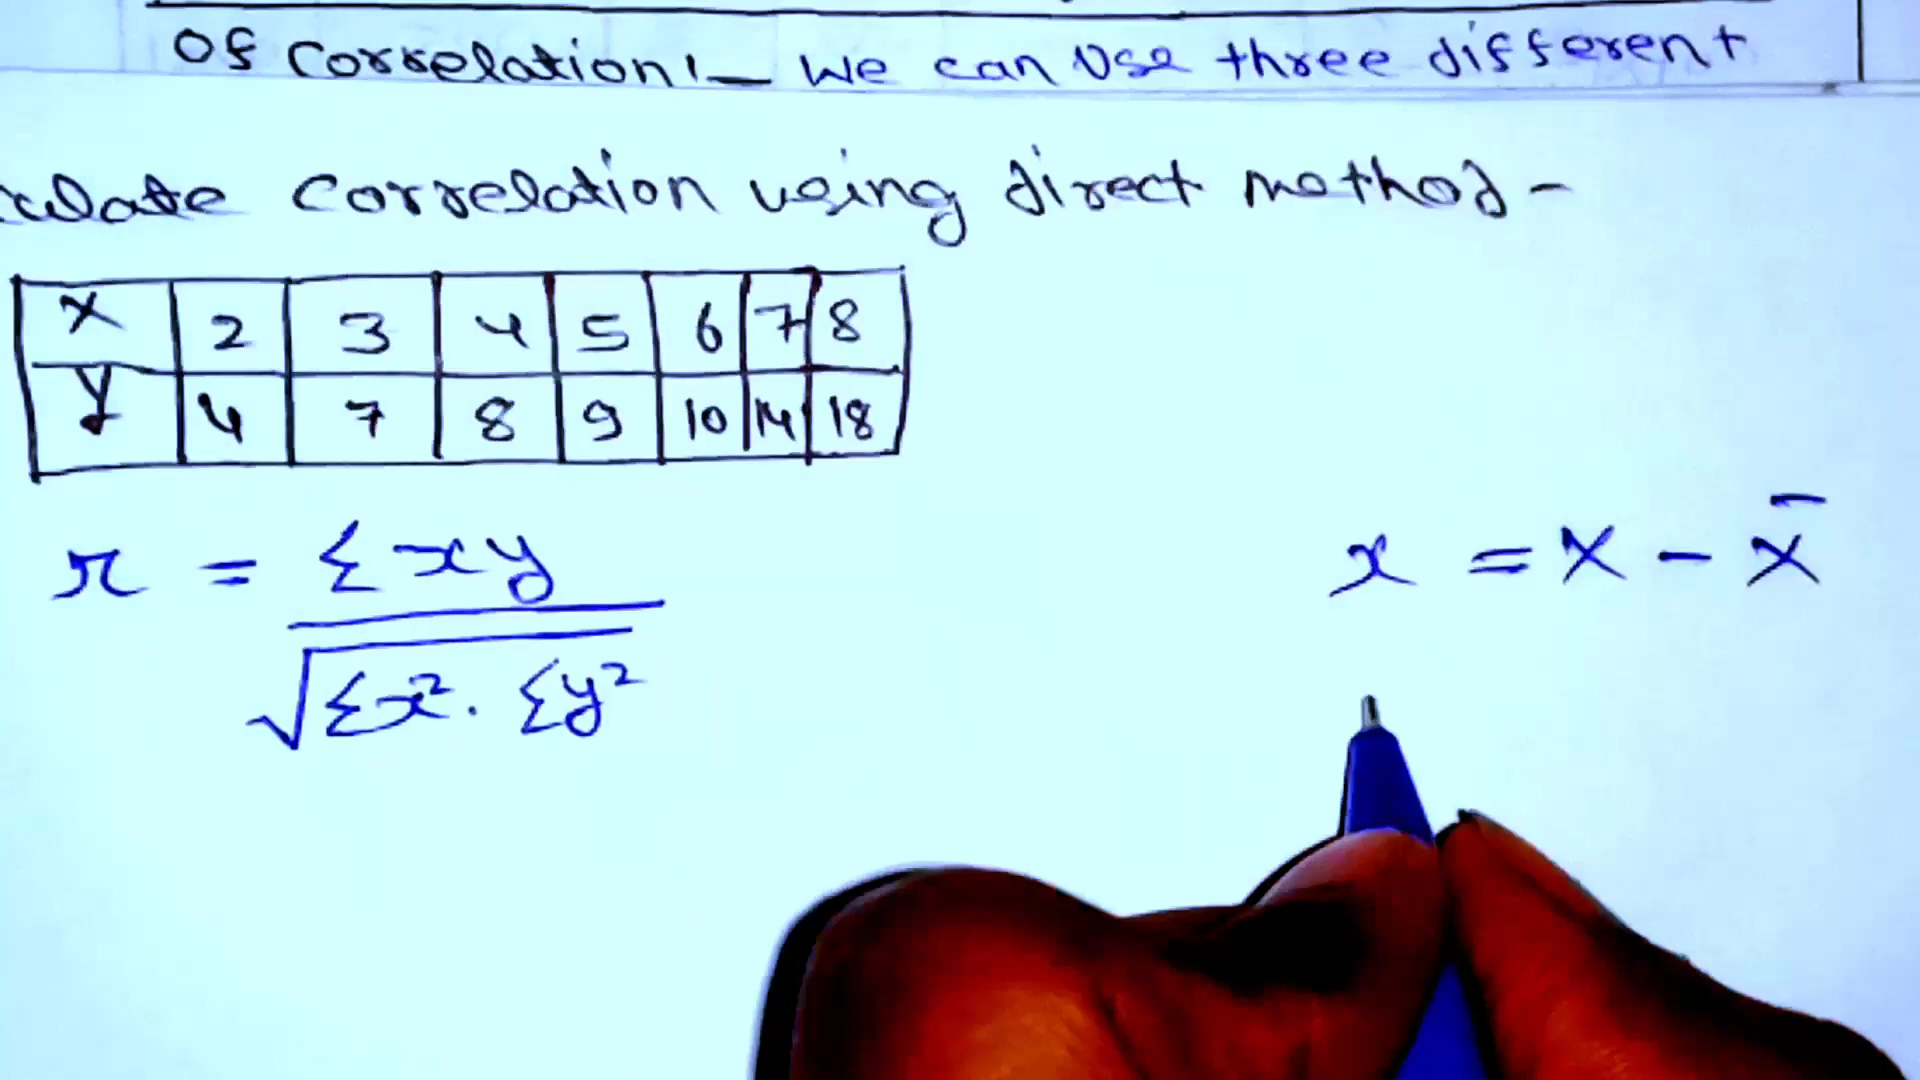 Of Correlation:— We can Use three different
culate correlation using direct method -
X 2 3 4 5 6 7 8
Y 4 7 8 9 10 14 18
r = Σxy / √Σx² . Σy²
x = X - X̄